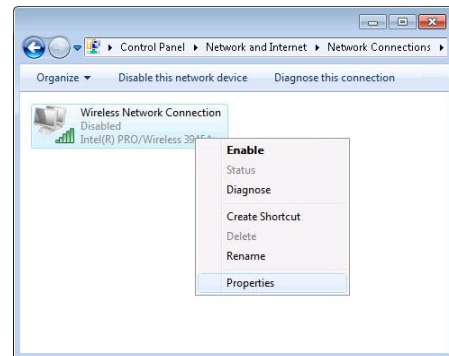 Control Panel ▸ Network and Internet ▸ Network Connections ▸
Organize ▾ Disable this network device Diagnose this connection
Wireless Network Connection
Disabled
Intel(R) PRO/Wireless
Enable
Status
Diagnose
Create Shortcut
Delete
Rename
Properties